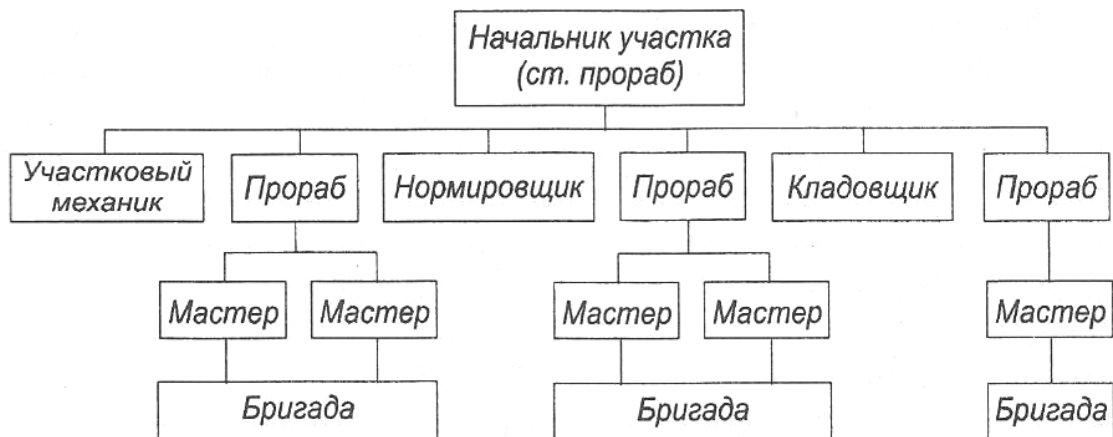 Начальник участка
(ст. прораб)
Участковый
механик
Прораб
Нормировщик
Прораб
Кладовщик
Прораб
Мастер
Мастер
Мастер
Мастер
Мастер
Бригада
Бригада
Бригада